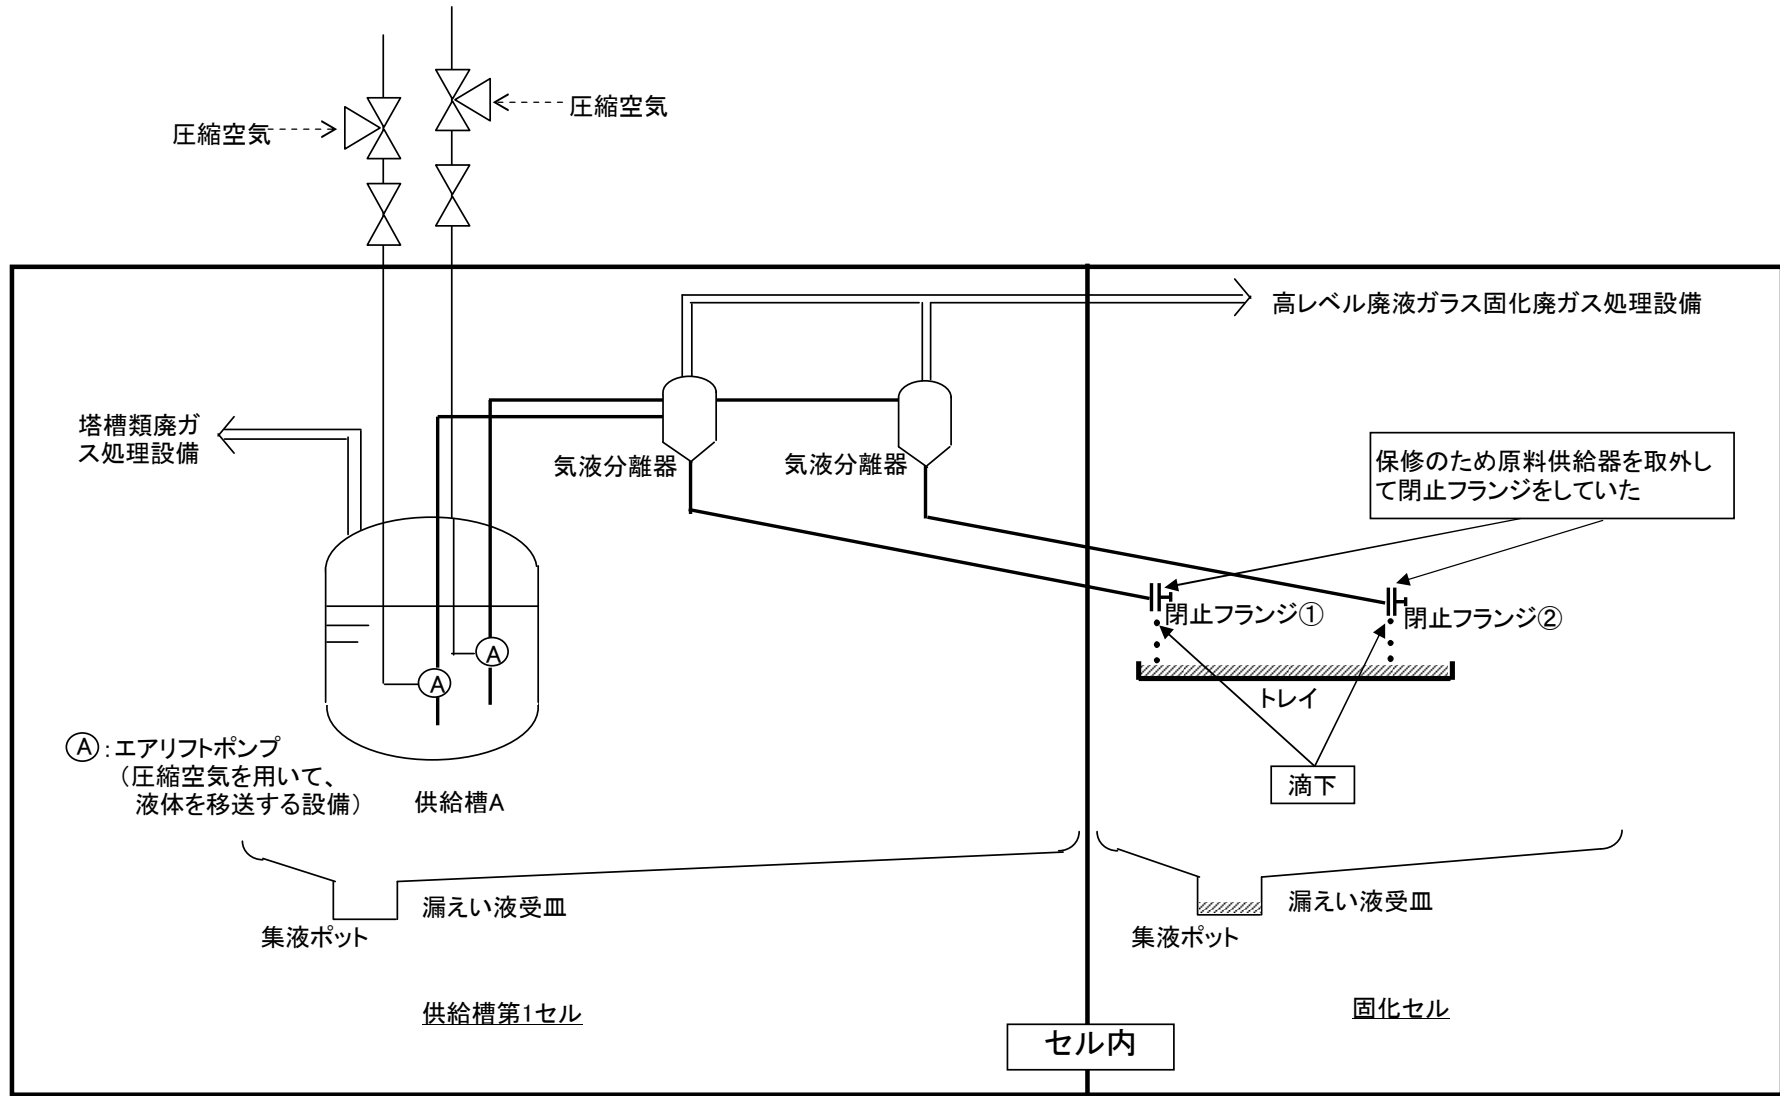 圧縮空気
圧縮空気
高レベル廃液ガラス固化廃ガス処理設備
塔槽類廃ガ
ス処理設備
気液分離器
気液分離器
保修のため原料供給器を取外し
て閉止フランジをしていた
閉止フランジ①
閉止フランジ②
A
A
トレイ
滴下
A:エアリフトポンプ
(圧縮空気を用いて、
液体を移送する設備)
供給槽A
漏えい液受皿
集液ポット
漏えい液受皿
集液ポット
供給槽第1セル
固化セル
セル内